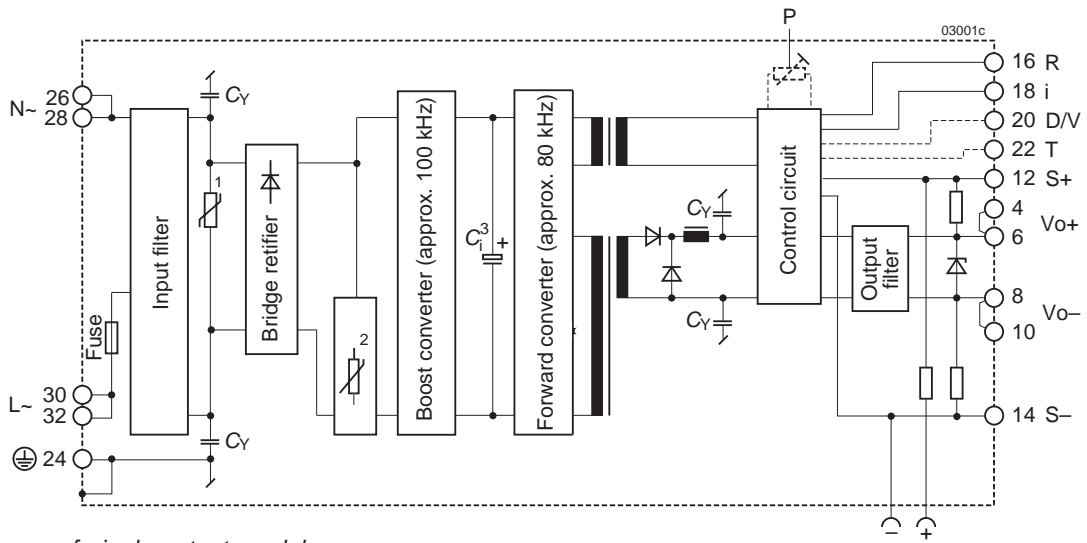 P
03001c
N~
26
28
CY
Input filter
1
Fuse
L~
30
32
24
CY
Bridge retifier
2
Boost converter (approx. 100 kHz)
Ci3
+
Forward converter (approx. 80 kHz)
CY
CY
Control circuit
Output
filter
16 R
18 i
20 D/V
22 T
12 S+
4
Vo+
6
8
Vo–
10
14 S–
– +